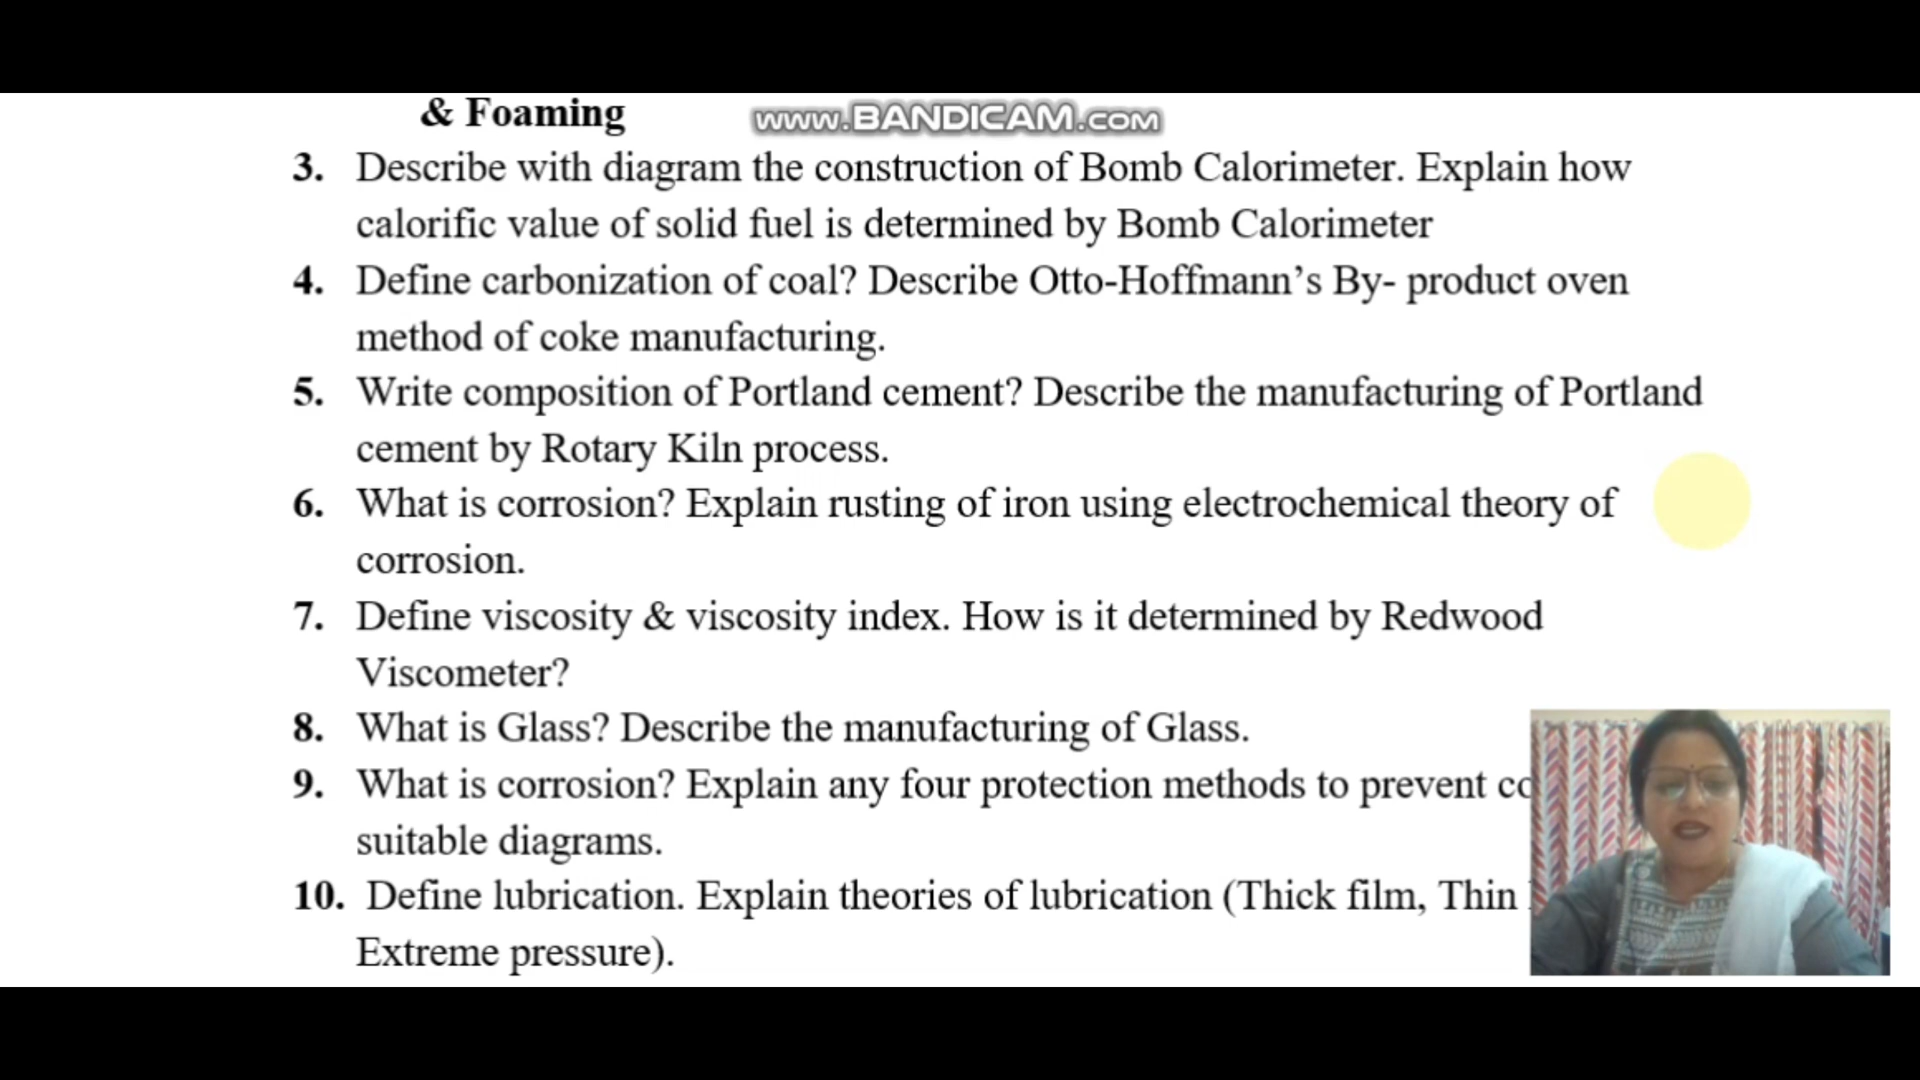 & Foaming
www.BANDICAM.com
3. Describe with diagram the construction of Bomb Calorimeter. Explain how
calorific value of solid fuel is determined by Bomb Calorimeter
4. Define carbonization of coal? Describe Otto-Hoffmann’s By- product oven
method of coke manufacturing.
5. Write composition of Portland cement? Describe the manufacturing of Portland
cement by Rotary Kiln process.
6. What is corrosion? Explain rusting of iron using electrochemical theory of
corrosion.
7. Define viscosity & viscosity index. How is it determined by Redwood
Viscometer?
8. What is Glass? Describe the manufacturing of Glass.
9. What is corrosion? Explain any four protection methods to prevent
suitable diagrams.
10. Define lubrication. Explain theories of lubrication (Thick film, Thin
Extreme pressure).